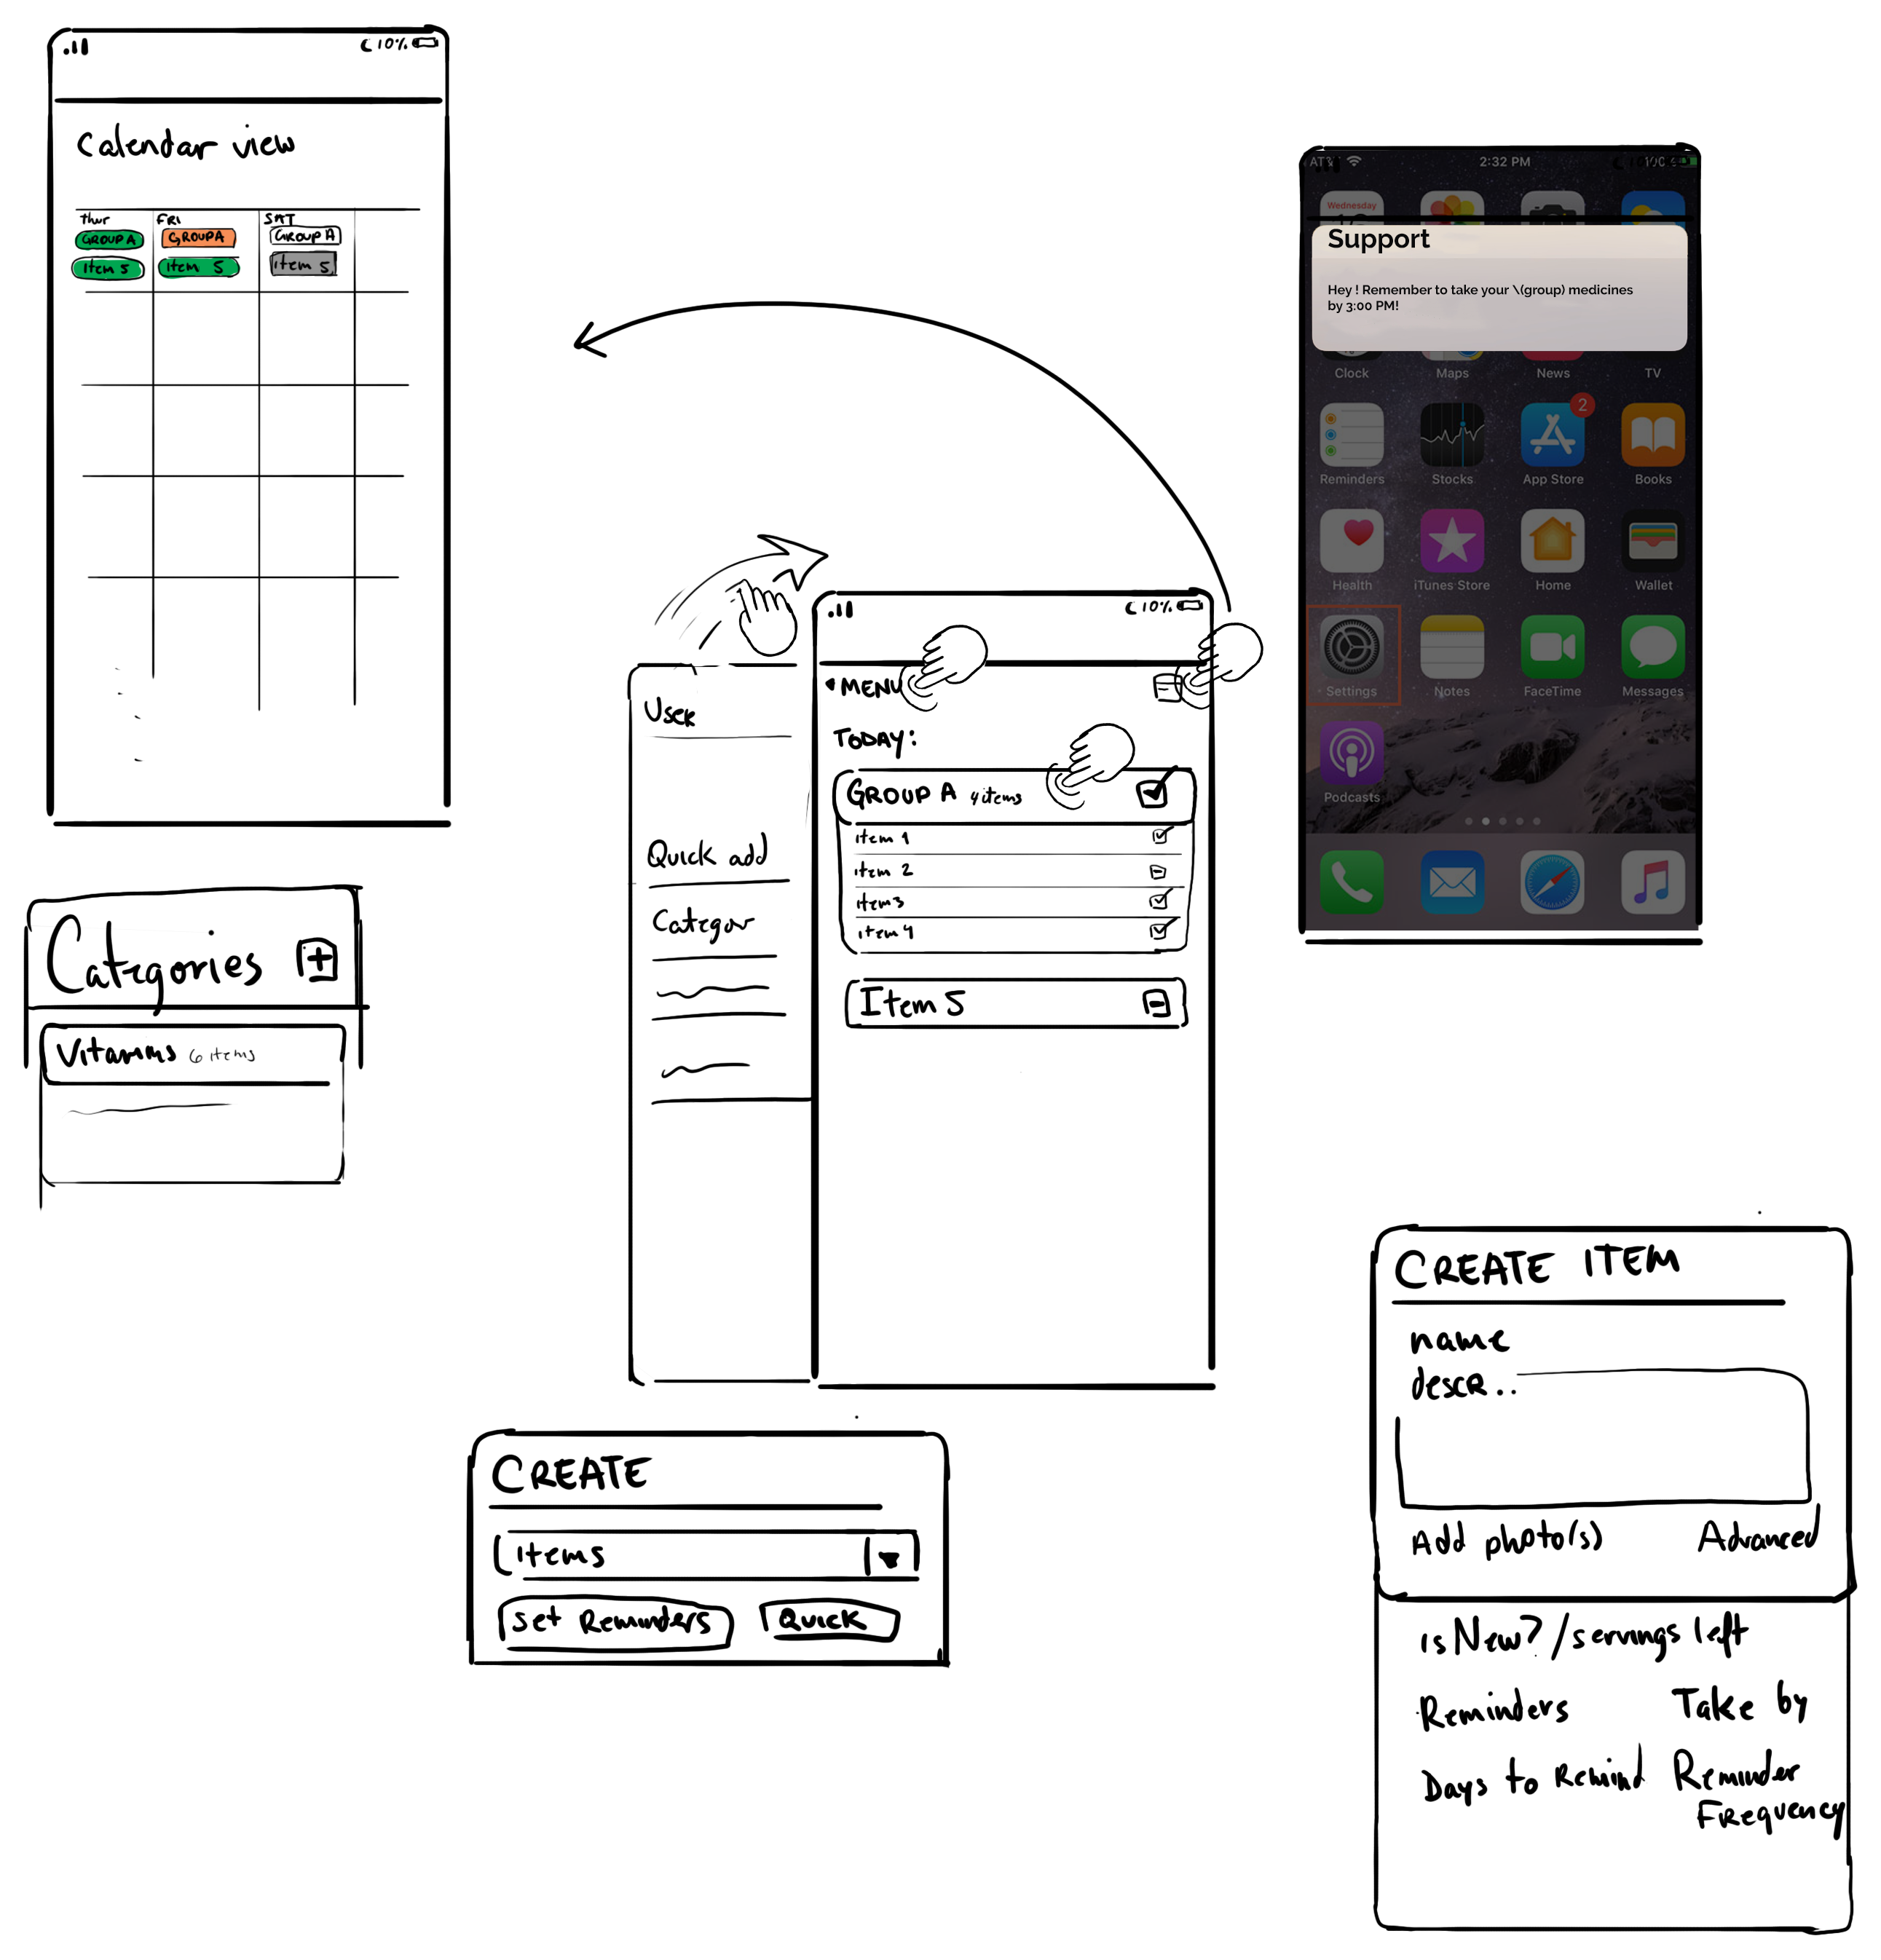 10%
Calendar view
Thur FRI SAT
GROUP A GROUP A GROUP A
item 5 item 5 item 5
Categories +
Vitamins 6 items
User
Quick add
Categor
10%
MENU
TODAY:
GROUP A 4 items
item 1
item 2
item 3
item 4
Item 5
CREATE
items
Set Reminders Quick
AT&T 2:32 PM
Wednesday
Support
Hey ! Remember to take your \(group) medicines
by 3:00 PM!
Clock Maps News TV
2
Reminders Stocks App Store Books
Health iTunes Store Home Wallet
Settings Notes FaceTime Messages
Podcasts
CREATE ITEM
name
descR..
Add photo(s) Advanced
is New? / servings left
Reminders Take by
Days to Remind Reminder
Frequency